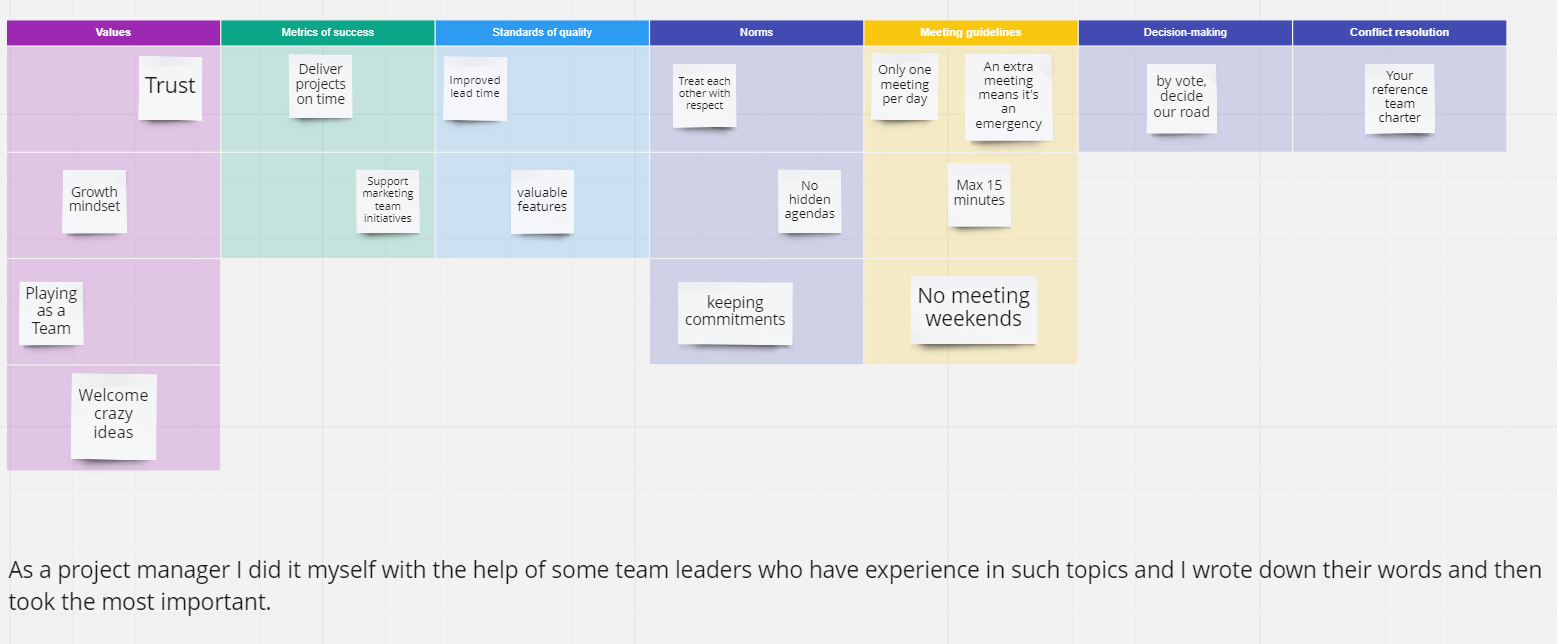 Values Metrics of success Standards of quality Norms Meeting guidelines Decision-making Conflict resolution
Trust
Deliver
projects
on time
Improved
lead time
Treat each
other with
respect
Only one
meeting
per day
An extra
meeting
means it's
an
emergency
by vote,
decide
our road
Your
reference
team
charter
Growth
mindset
Support
marketing
team
initiatives
valuable
features
No
hidden
agendas
Max 15
minutes
Playing
as a
Team
keeping
commitments
No meeting
weekends
Welcome
crazy
ideas
As a project manager I did it myself with the help of some team leaders who have experience in such topics and I wrote down their words and then
took the most important.